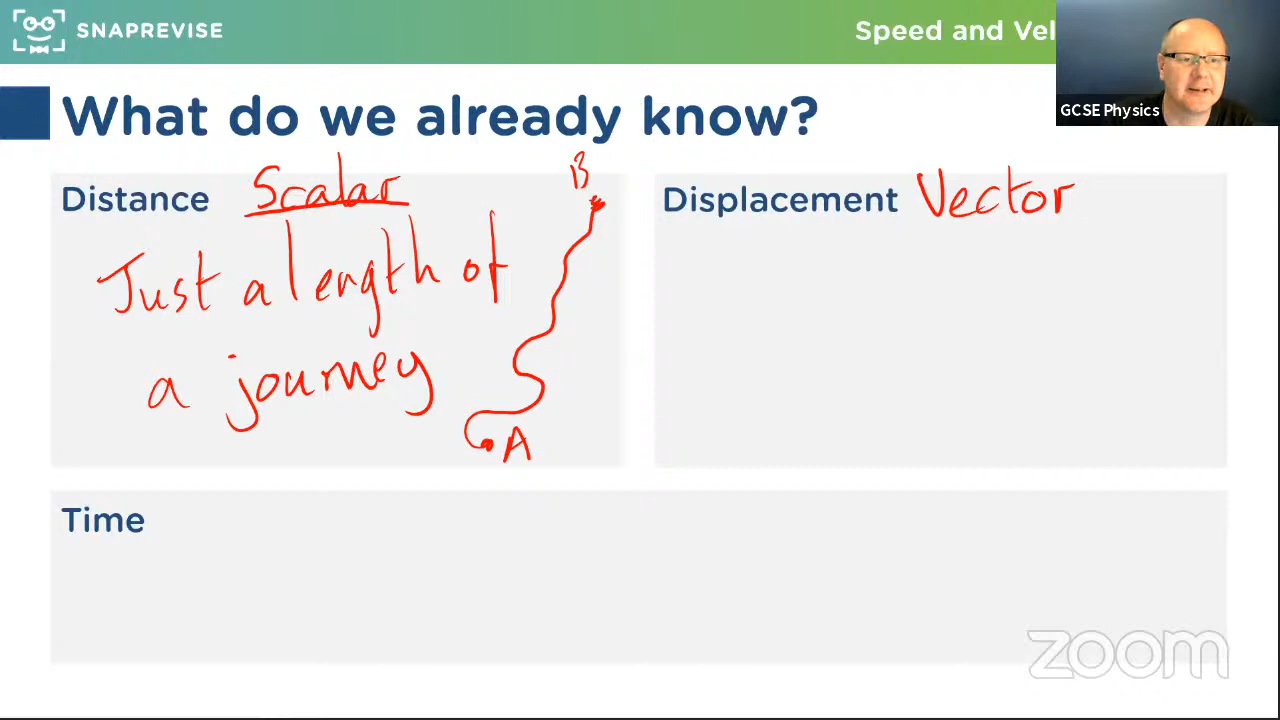 SNAPREVISE
Speed and Vel
GCSE Physics
What do we already know?
Distance Scalar
Just a length of
a journey
B
A
Displacement Vector
Time
zoom